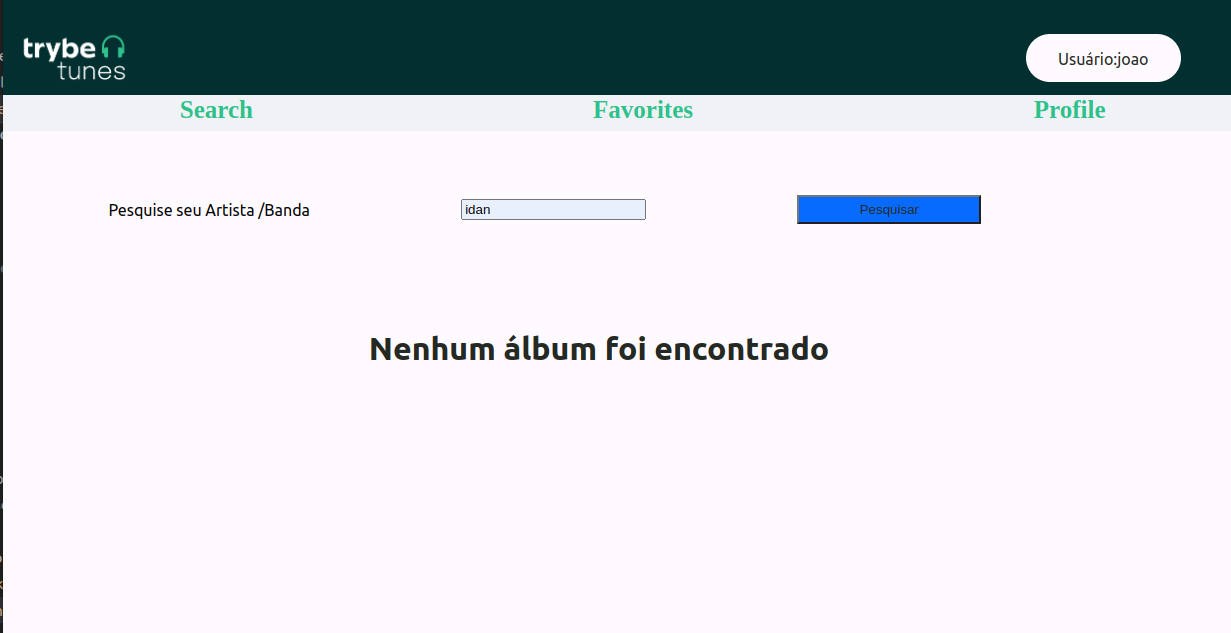 trybe
tunes
Usuário:joao
Search
Favorites
Profile
Pesquise seu Artista /Banda
idan
Pesquisar
Nenhum álbum foi encontrado